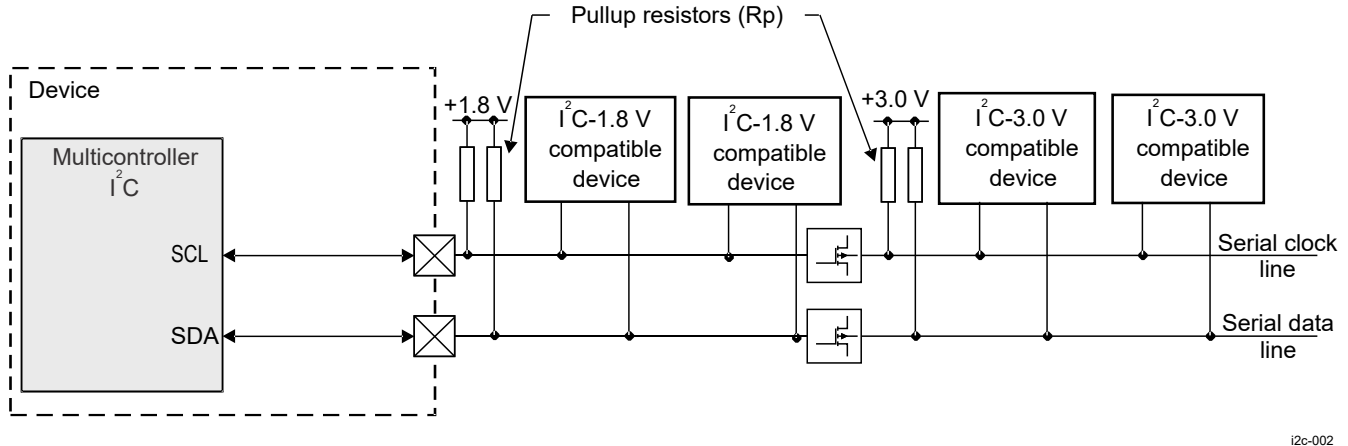 Pullup resistors (Rp)
Device
+1.8 V
I²C-1.8 V
compatible
device
I²C-1.8 V
compatible
device
+3.0 V
I²C-3.0 V
compatible
device
I²C-3.0 V
compatible
device
Multicontroller
I²C
SCL
Serial clock
line
SDA
Serial data
line
i2c-002